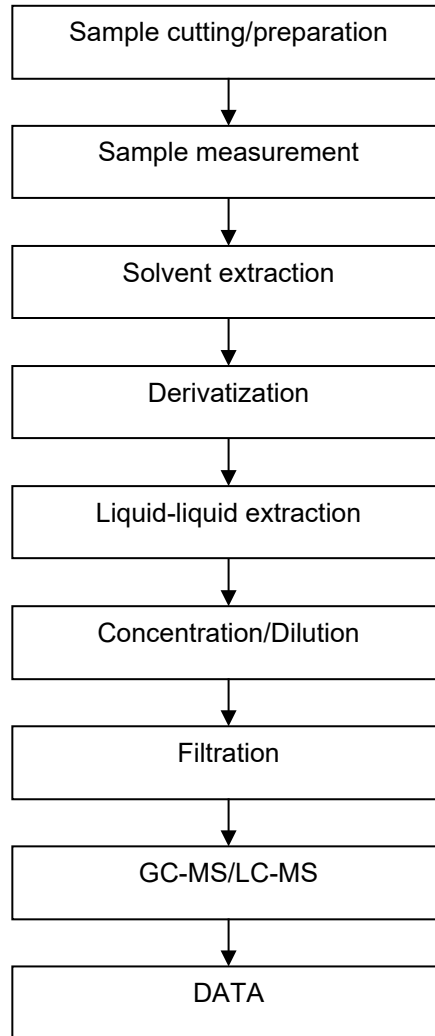 Sample cutting/preparation
Sample measurement
Solvent extraction
Derivatization
Liquid-liquid extraction
Concentration/Dilution
Filtration
GC-MS/LC-MS
DATA